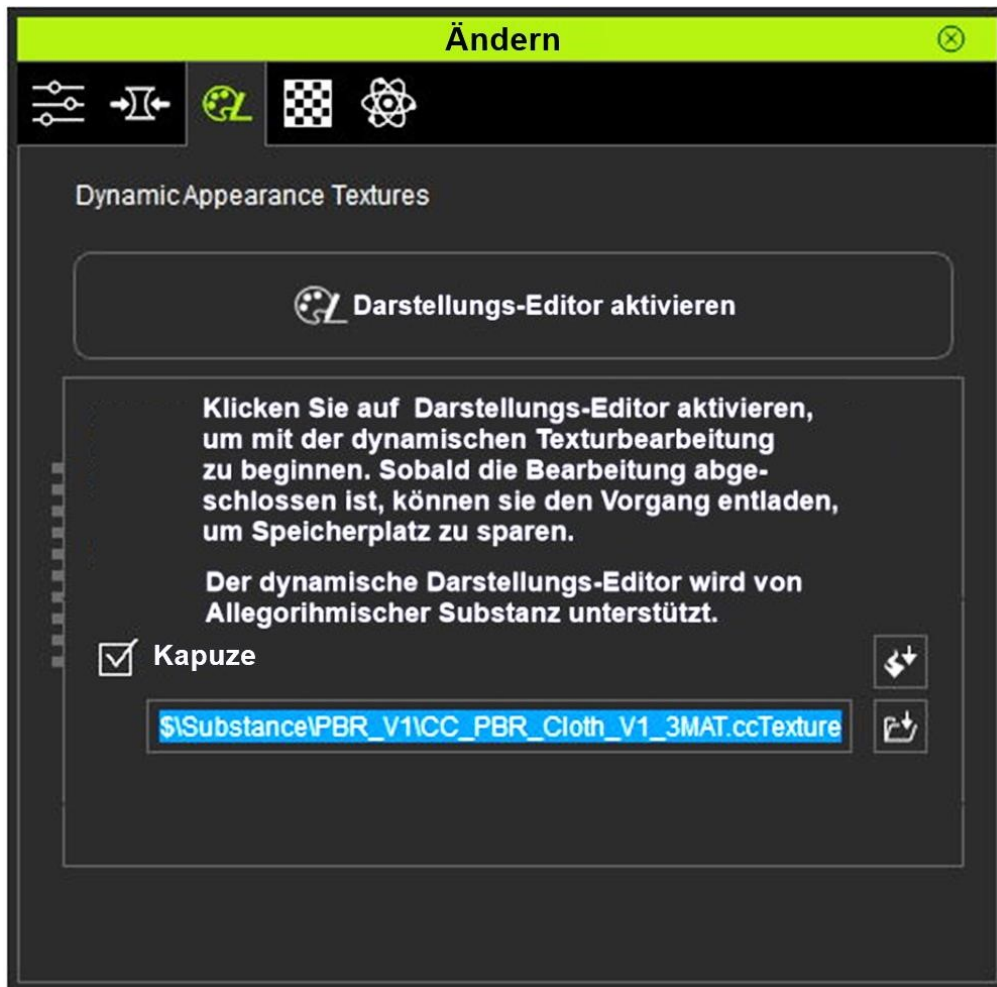 Ändern
Dynamic Appearance Textures
Darstellungs-Editor aktivieren
Klicken Sie auf Darstellungs-Editor aktivieren,
um mit der dynamischen Texturbearbeitung
zu beginnen. Sobald die Bearbeitung abge-
schlossen ist, können sie den Vorgang entladen,
um Speicherplatz zu sparen.
Der dynamische Darstellungs-Editor wird von
Allegorihmischer Substanz unterstützt.
Kapuze
$\Substance\PBR_V1\CC_PBR_Cloth_V1_3MAT.ccTexture